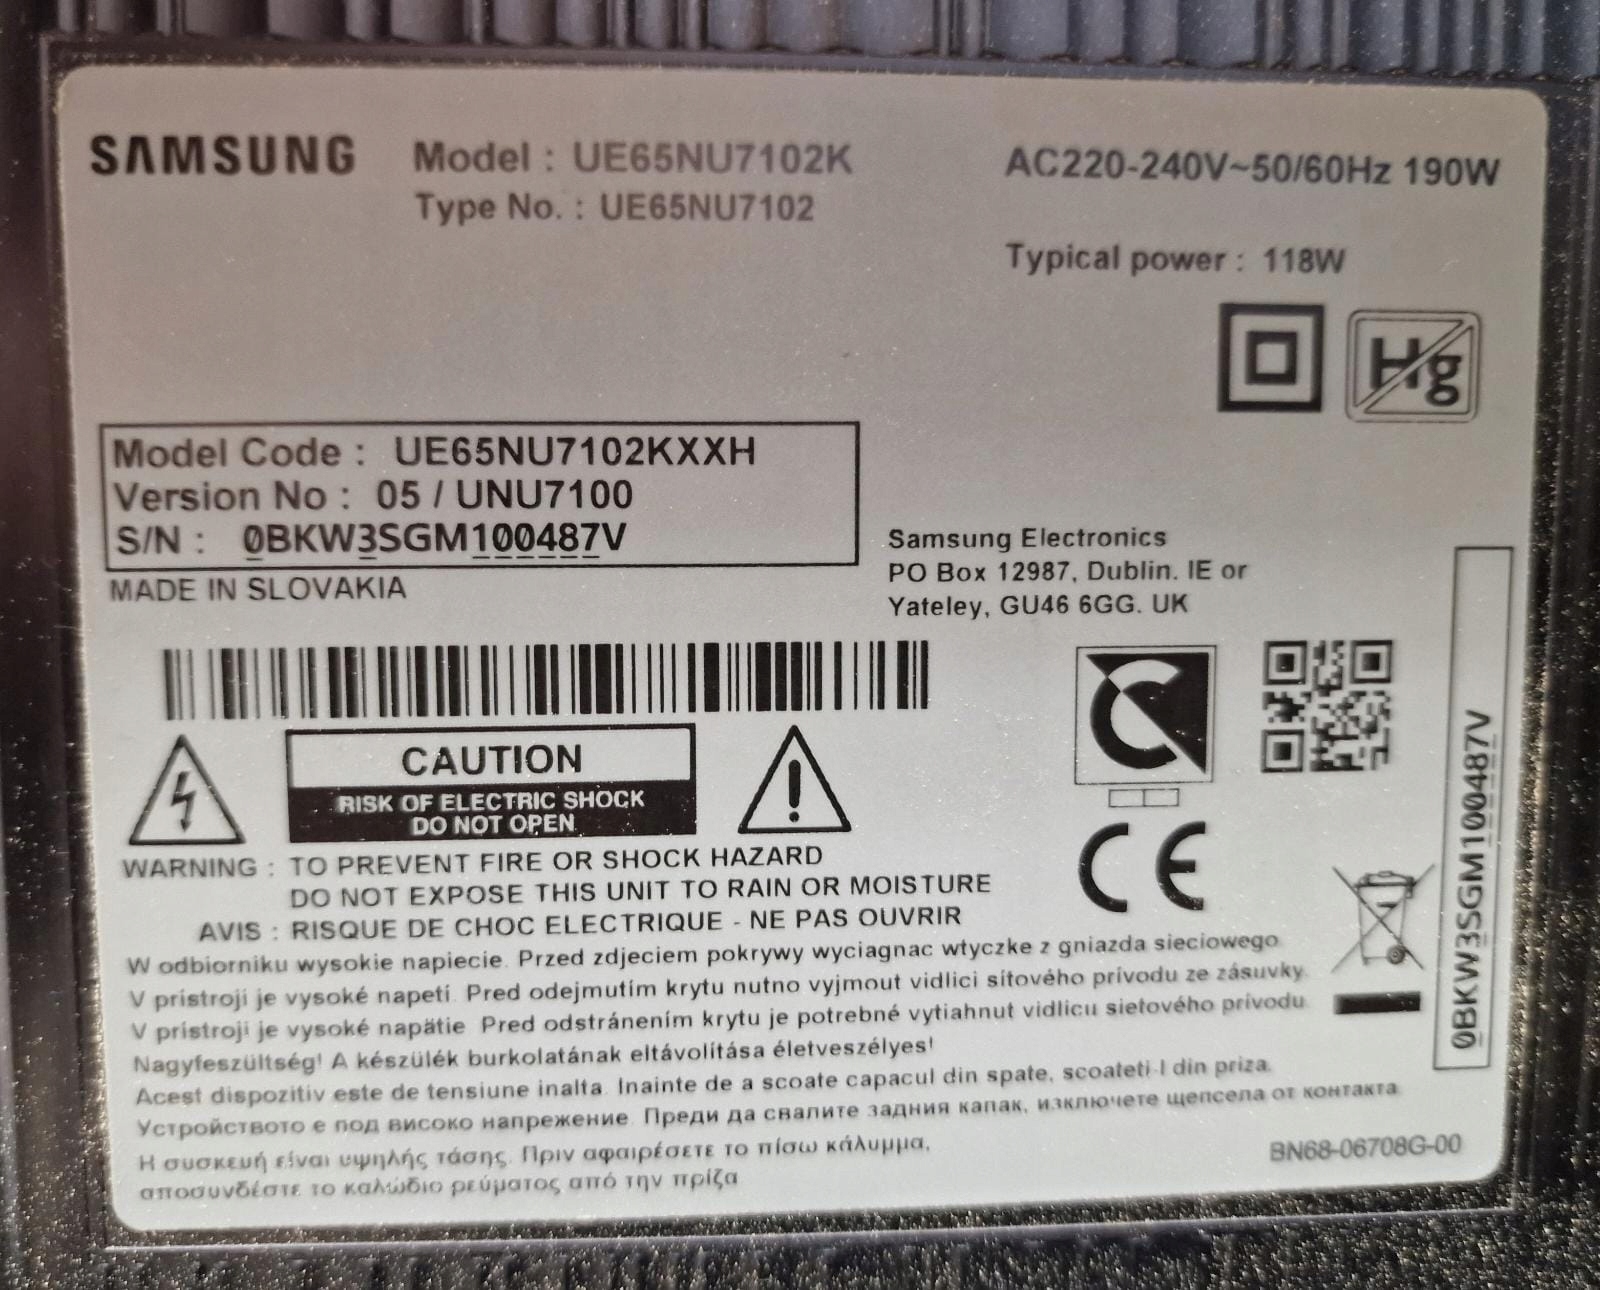 SAMSUNG
Model : UE65NU7102K
Type No. : UE65NU7102
AC220-240V~50/60Hz 190W
Typical power : 118W
Hg
Model Code : UE65NU7102KXXH
Version No : 05 / UNU7100
S/N : 0BKW3SGM100487V
MADE IN SLOVAKIA
Samsung Electronics
PO Box 12987, Dublin. IE or
Yateley, GU46 6GG. UK
CAUTION
RISK OF ELECTRIC SHOCK
DO NOT OPEN
WARNING : TO PREVENT FIRE OR SHOCK HAZARD
DO NOT EXPOSE THIS UNIT TO RAIN OR MOISTURE
AVIS : RISQUE DE CHOC ELECTRIQUE - NE PAS OUVRIR
CE
0BKW3SGM100487V
W odbiorniku wysokie napiecie. Przed zdjeciem pokrywy wyciagnac wtyczke z gniazda sieciowego
V prístroji je vysoké napetí. Pred odejmutím krytu nutno vyjmout vidlici sítového prívodu ze zásuvky
V prístroji je vysoké napätie Pred odstránením krytu je potrebné vytiahnut vidlicu sietového prívodu
Nagyfeszültség! A készülék burkolatának eltávolítása életveszélyes!
Acest dispozitiv este de tensiune inalta. Inainte de a scoate capacul din spate, scoateti-l din priza.
Устройството е под високо напрежение. Преди да свалите задния капак, изключете щепсела от контакта
Η συσκευή είναι υψηλής τάσης. Πριν αφαιρέσετε το πίσω κάλυμμα,
αποσυνδέστε το καλώδιο ρεύματος από την πρίζα
BN68-06708G-00